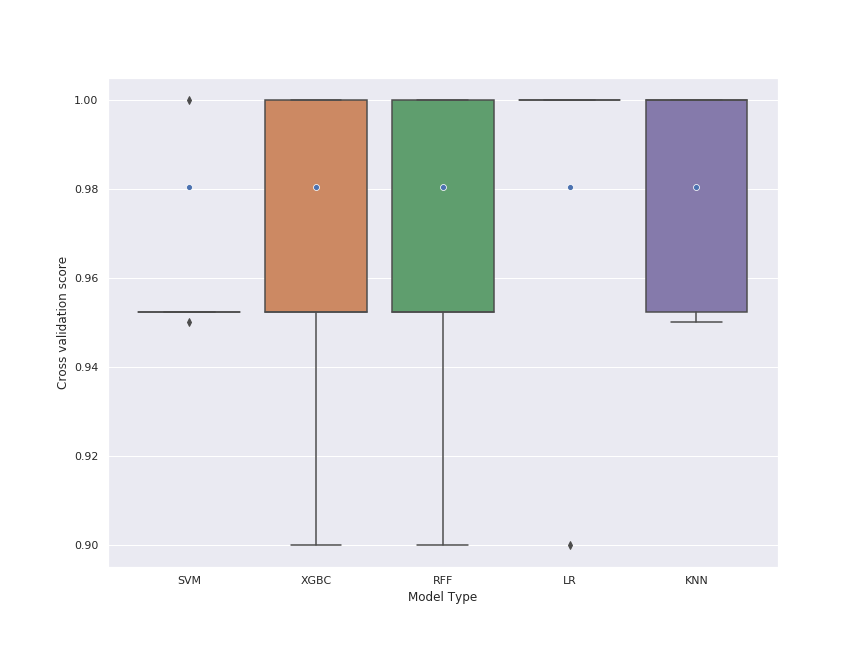 1.00
0.98
0.96
0.94
0.92
0.90
Cross validation score
SVM XGBC RFF LR KNN
Model Type